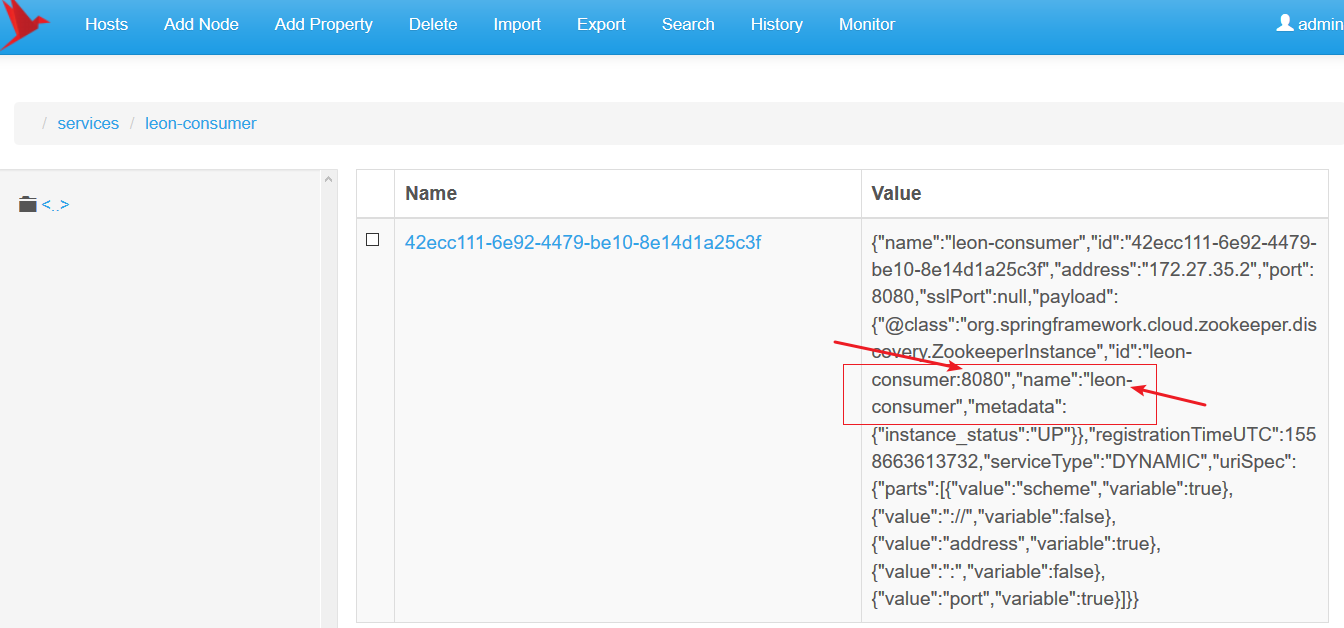 Hosts Add Node Add Property Delete Import Export Search History Monitor admin
/ services / leon-consumer
<..>
Name Value
42ecc111-6e92-4479-be10-8e14d1a25c3f
{"name":"leon-consumer","id":"42ecc111-6e92-4479-
be10-8e14d1a25c3f","address":"172.27.35.2","port":
8080,"sslPort":null,"payload":
{"@class":"org.springframework.cloud.zookeeper.dis
covery.ZookeeperInstance","id":"leon-
consumer:8080","name":"leon-
consumer","metadata":
{"instance_status":"UP"}},"registrationTimeUTC":155
8663613732,"serviceType":"DYNAMIC","uriSpec":
{"parts":[{"value":"scheme","variable":true},
{"value":"://","variable":false},
{"value":"address","variable":true},
{"value":":","variable":false},
{"value":"port","variable":true}]}}